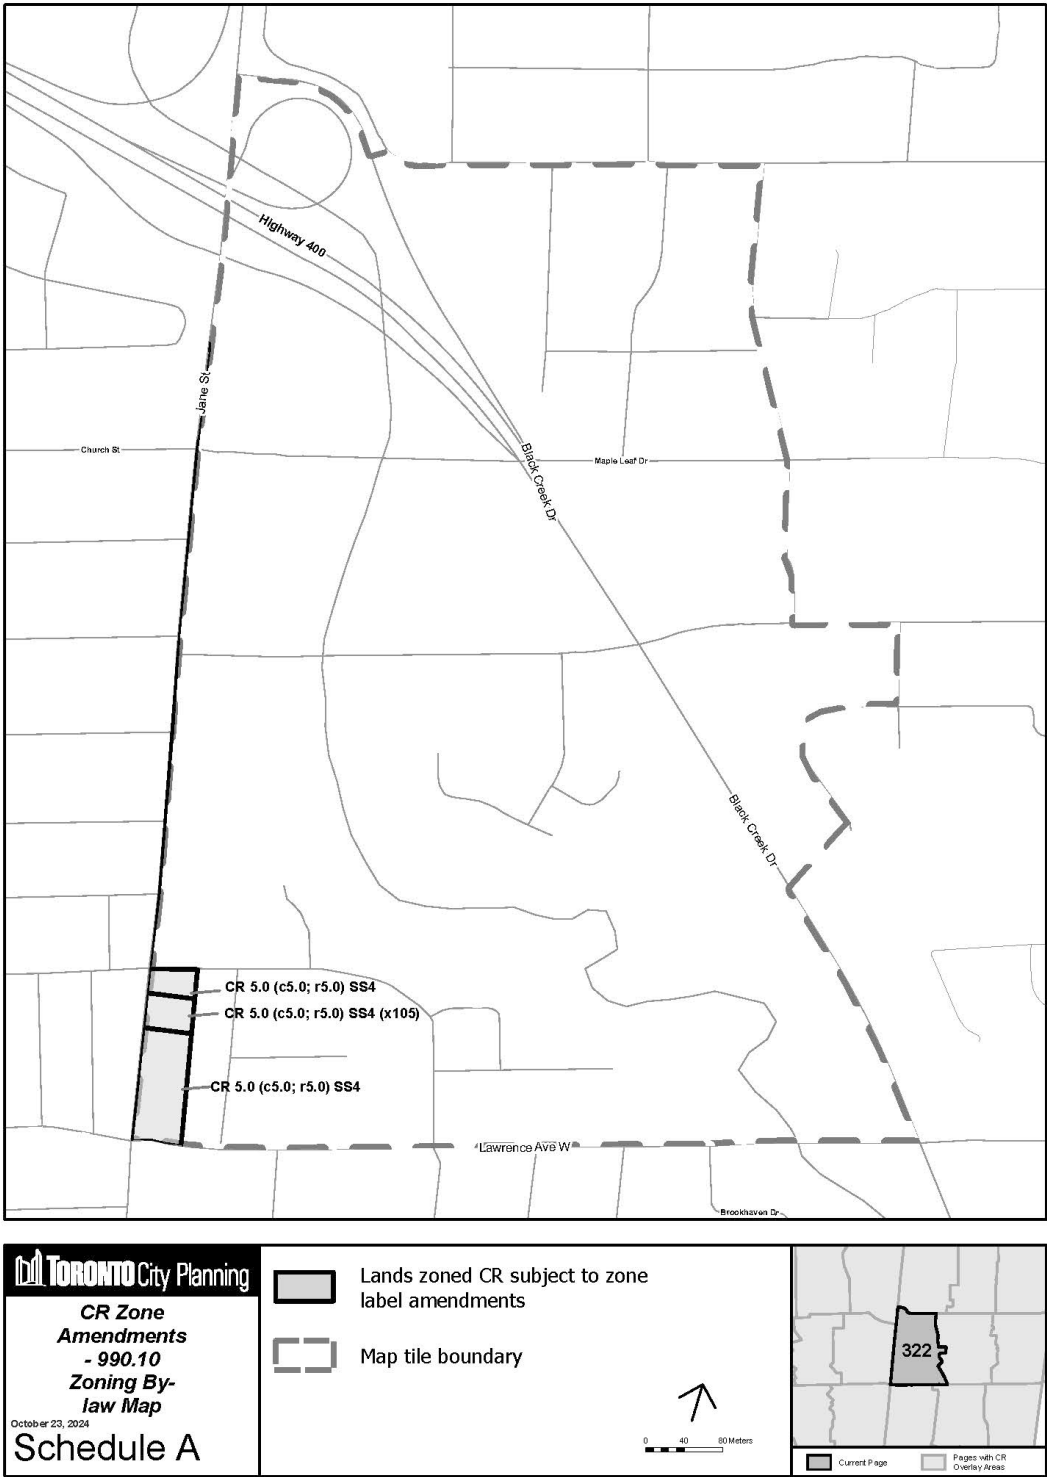 Highway 400
Jane St
Church St
Maple Leaf Dr
Black Creek Dr
Black Creek Dr
CR 5.0 (c5.0; r5.0) SS4
CR 5.0 (c5.0; r5.0) SS4 (x105)
CR 5.0 (c5.0; r5.0) SS4
Lawrence Ave W
Brookhaven Dr
TORONTO City Planning
CR Zone
Amendments
- 990.10
Zoning By-
law Map
October 23, 2024
Schedule A
Lands zoned CR subject to zone
label amendments
Map tile boundary
0 40 80 Meters
322
Current Page
Pages with CR
Overlay Areas